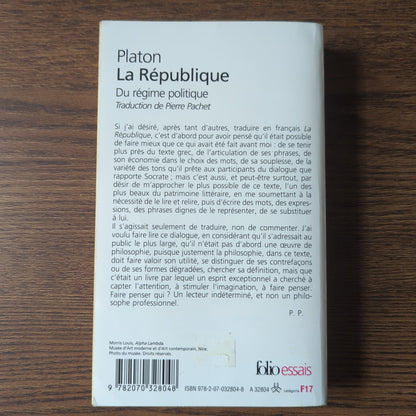 Platon
La République
Du régime politique
Traduction de Pierre Pachet
Si j'ai désiré, après tant d'autres, traduire en français La
République, c'est d'abord pour avoir pensé qu'il était possible
de faire mieux que ce qui avait été fait avant moi : de se tenir
plus près du texte grec, de l'articulation de ses phrases, de
son économie dans le choix des mots, de sa souplesse, de la
variété des tons qu'il prête aux participants du dialogue que
rapporte Socrate ; mais c'est aussi, et peut-être surtout, par
désir de m'approcher le plus possible de ce texte, l'un des
plus beaux du patrimoine littéraire, en me soumettant à la
nécessité de le lire et relire, puis d'écrire des mots, des expres-
sions, des phrases dignes de le représenter, de se substituer
à lui.
Il s'agissait seulement de traduire, non de commenter. J'ai
voulu faire lire ce dialogue, en considérant qu'il s'adressait au
public le plus large, qu'il n'était pas d'abord une œuvre de
philosophie, puisque justement la philosophie, dans ce texte,
doit faire valoir son utilité, se distinguer de ses contrefaçons
ou de ses formes dégradées, chercher sa définition, mais que
c'était un livre par lequel un esprit exceptionnel a cherché à
capter l'attention, à stimuler l'imagination, à faire penser.
Faire penser qui ? Un lecteur indéterminé, et non un philo-
sophe professionnel.
P. P.
Morris Louis, Alpha Lambda.
Musée d'Art moderne et d'Art contemporain, Nice.
Photo du musée. Droits réservés.
9 782070 328048
folio essais
ISBN 978-2-07-032804-8
A 32804
catégorie F17